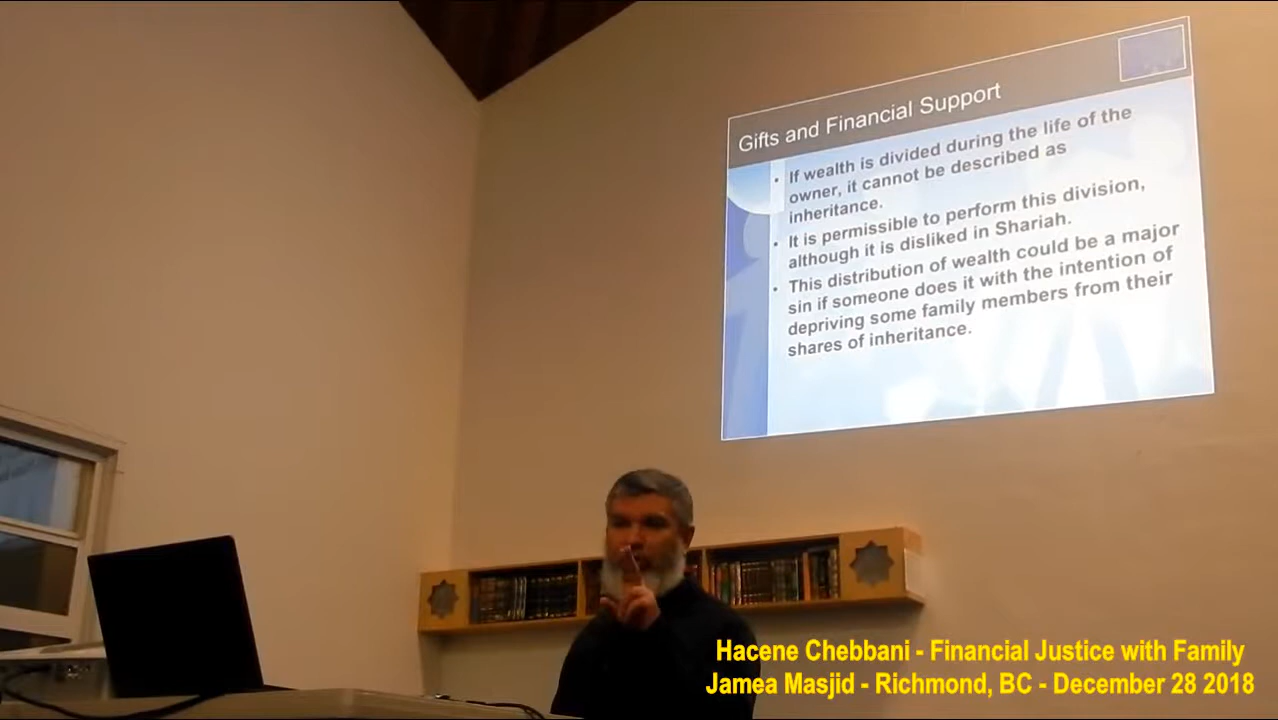 Gifts and Financial Support
• If wealth is divided during the life of the
owner, it cannot be described as
inheritance.
• It is permissible to perform this division,
although it is disliked in Shariah.
• This distribution of wealth could be a major
sin if someone does it with the intention of
depriving some family members from their
shares of inheritance.
Hacene Chebbani - Financial Justice with Family
Jamea Masjid - Richmond, BC - December 28 2018